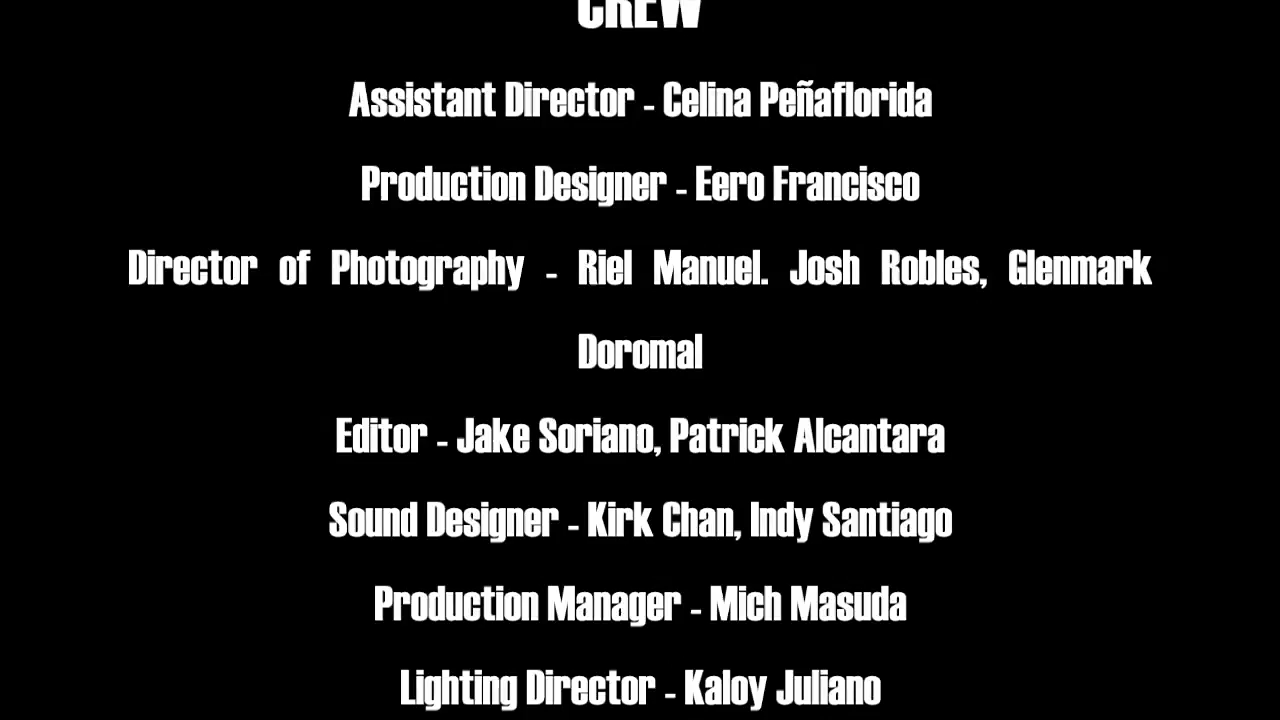 CREW
Assistant Director - Celina Peñaflorida
Production Designer - Eero Francisco
Director of Photography - Riel Manuel. Josh Robles, Glenmark
Doromal
Editor - Jake Soriano, Patrick Alcantara
Sound Designer - Kirk Chan, Indy Santiago
Production Manager - Mich Masuda
Lighting Director - Kaloy Juliano